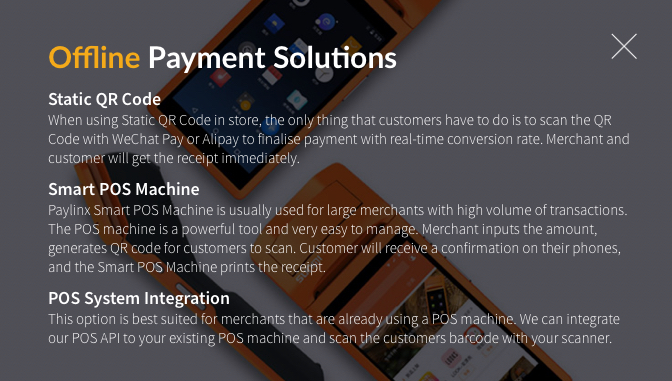 Offline Payment Solutions
Static QR Code
When using Static QR Code in store, the only thing that customers have to do is to scan the QR
Code with WeChat Pay or Alipay to finalise payment with real-time conversion rate. Merchant and
customer will get the receipt immediately.
Smart POS Machine
Paylinx Smart POS Machine is usually used for large merchants with high volume of transactions.
The POS machine is a powerful tool and very easy to manage. Merchant inputs the amount,
generates QR code for customers to scan. Customer will receive a confirmation on their phones,
and the Smart POS Machine prints the receipt.
POS System Integration
This option is best suited for merchants that are already using a POS machine. We can integrate
our POS API to your existing POS machine and scan the customers barcode with your scanner.